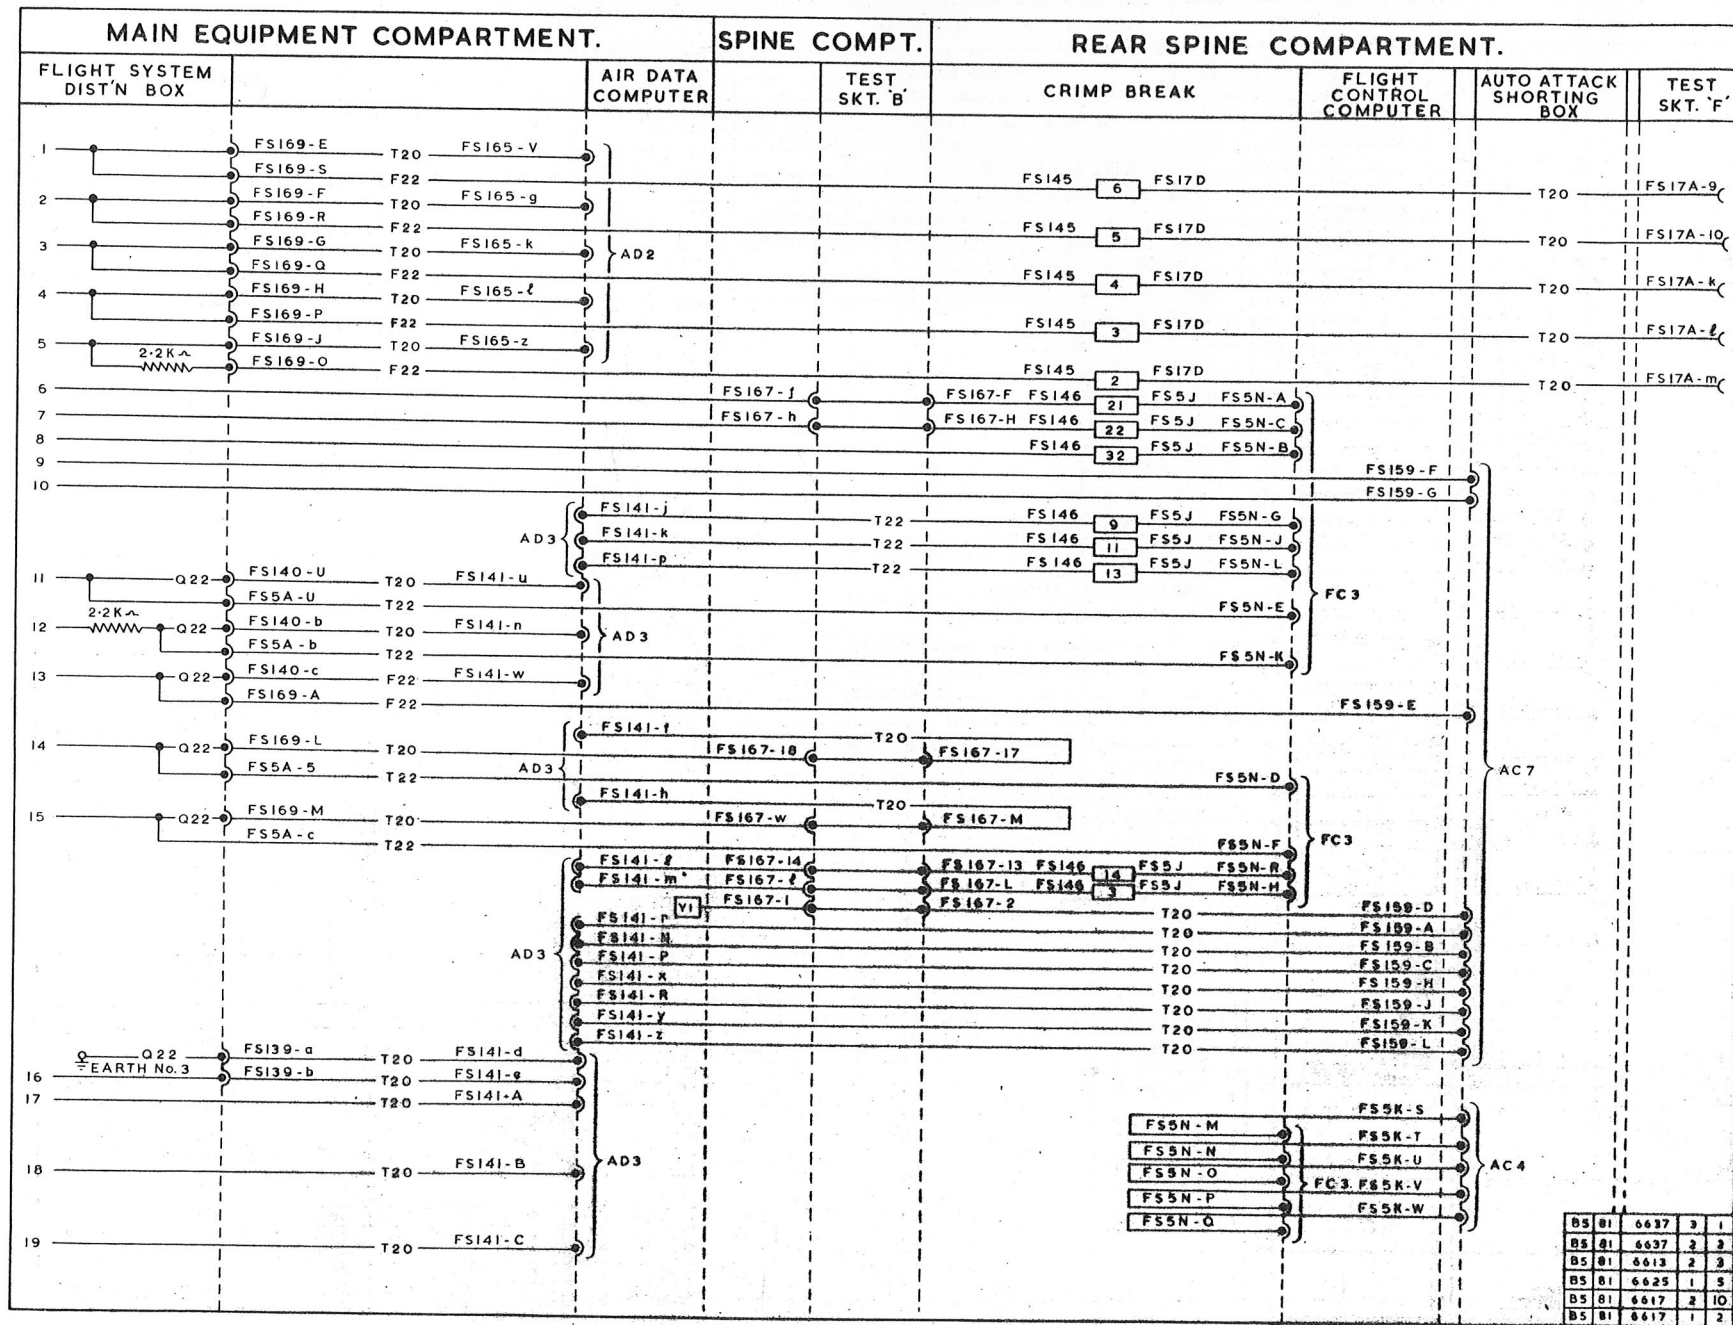 MAIN EQUIPMENT COMPARTMENT.
SPINE COMPT.
REAR SPINE COMPARTMENT.
FLIGHT SYSTEM
DIST'N BOX
AIR DATA
COMPUTER
TEST
SKT. 'B'
CRIMP BREAK
FLIGHT
CONTROL
COMPUTER
AUTO ATTACK
SHORTING
BOX
TEST
SKT. 'F'
1 FS169-E T20 FS165-V
FS169-S F22 FS145 6 FS17D T20 FS17A-9
2 FS169-F T20 FS165-g
FS169-R F22 FS145 5 FS17D T20 FS17A-10
3 FS169-G T20 FS165-k AD2
FS169-Q F22 FS145 4 FS17D T20 FS17A-k
4 FS169-H T20 FS165-ℓ
FS169-P F22 FS145 3 FS17D T20 FS17A-ℓ
5 FS169-J T20 FS165-z
2·2K~ FS169-O F22 FS145 2 FS17D T20 FS17A-m
6 FS167-f FS167-F FS146 21 FS5J FS5N-A
7 FS167-h FS167-H FS146 22 FS5J FS5N-C
8 FS146 32 FS5J FS5N-B
9 FS159-F
10 FS159-G
FS141-j T22 FS146 9 FS5J FS5N-G
AD3 FS141-k T22 FS146 11 FS5J FS5N-J
FS141-p T22 FS146 13 FS5J FS5N-L
11 Q22 FS140-U T20 FS141-u FC3
FS5A-U T22 FS5N-E
2·2K~
12 Q22 FS140-b T20 FS141-n AD3
FS5A-b T22 FS5N-K
13 Q22 FS140-c F22 FS141-w
FS169-A F22 FS159-E
FS141-f T20
14 Q22 FS169-L T20 FS167-18 FS167-17
AD3 AC7
FS5A-5 T22 FS5N-D
FS141-h T20
15 Q22 FS169-M T20 FS167-w FS167-M
FS5A-c T22 FS5N-F FC3
FS141-ℓ FS167-14 FS167-13 FS146 14 FS5J FS5N-R
FS141-m FS167-ℓ FS167-L FS146 3 FS5J FS5N-H
Y1 FS167-1 FS167-2 T20 FS159-D
FS141-r T20 FS159-A
FS141-N T20 FS159-B
AD3 FS141-P T20 FS159-C
FS141-x T20 FS159-H
FS141-R T20 FS159-J
FS141-y T20 FS159-K
FS141-z T20 FS159-L
Q22 FS139-a T20 FS141-d
EARTH No.3
16 FS139-b T20 FS141-e
17 T20 FS141-A
FS5K-S
FS5N-M
FS5K-T
FS5N-N
18 T20 FS141-B AD3 FS5K-U AC4
FS5N-O
FC3 FS5K-V
FS5N-P
FS5K-W
FS5N-Q
19 T20 FS141-C
BS 81 6637 3 1
BS 81 6637 2 2
BS 81 6613 2 3
BS 81 6625 1 5
BS 81 6617 2 10
BS 81 6617 1 2